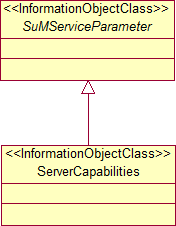 <<InformationObjectClass>>
SuMServiceParameter
<<InformationObjectClass>>
ServerCapabilities